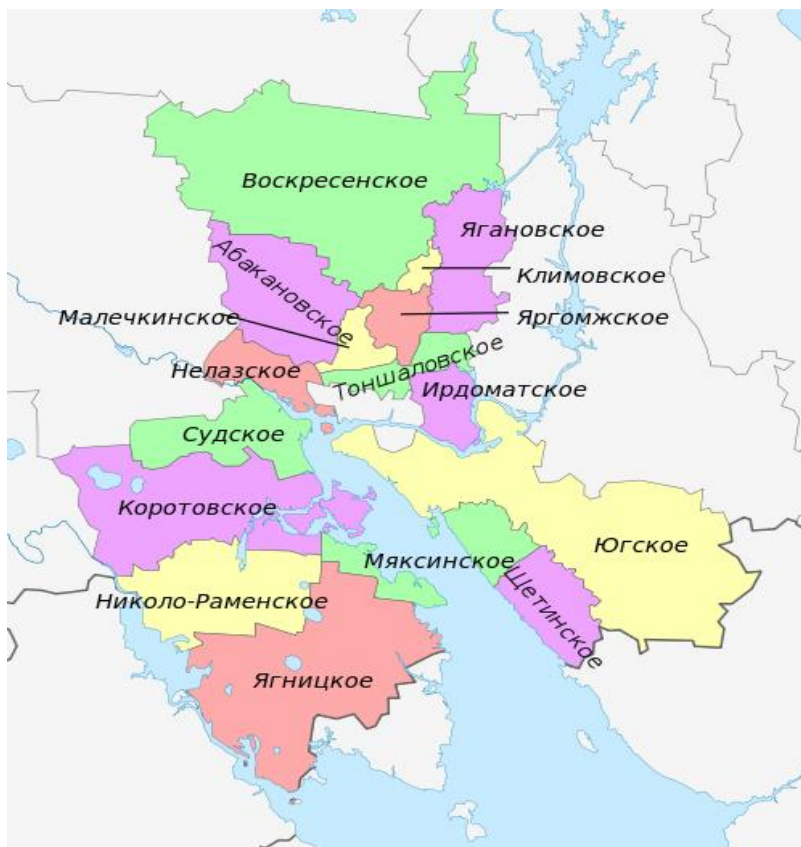 Воскресенское
Ягановское
Абакановское
Климовское
Малечкинское
Яргомжское
Тоншаловское
Нелазское
Ирдоматское
Судское
Коротовское
Югское
Мяксинское
Щетинское
Николо-Раменское
Ягницкое